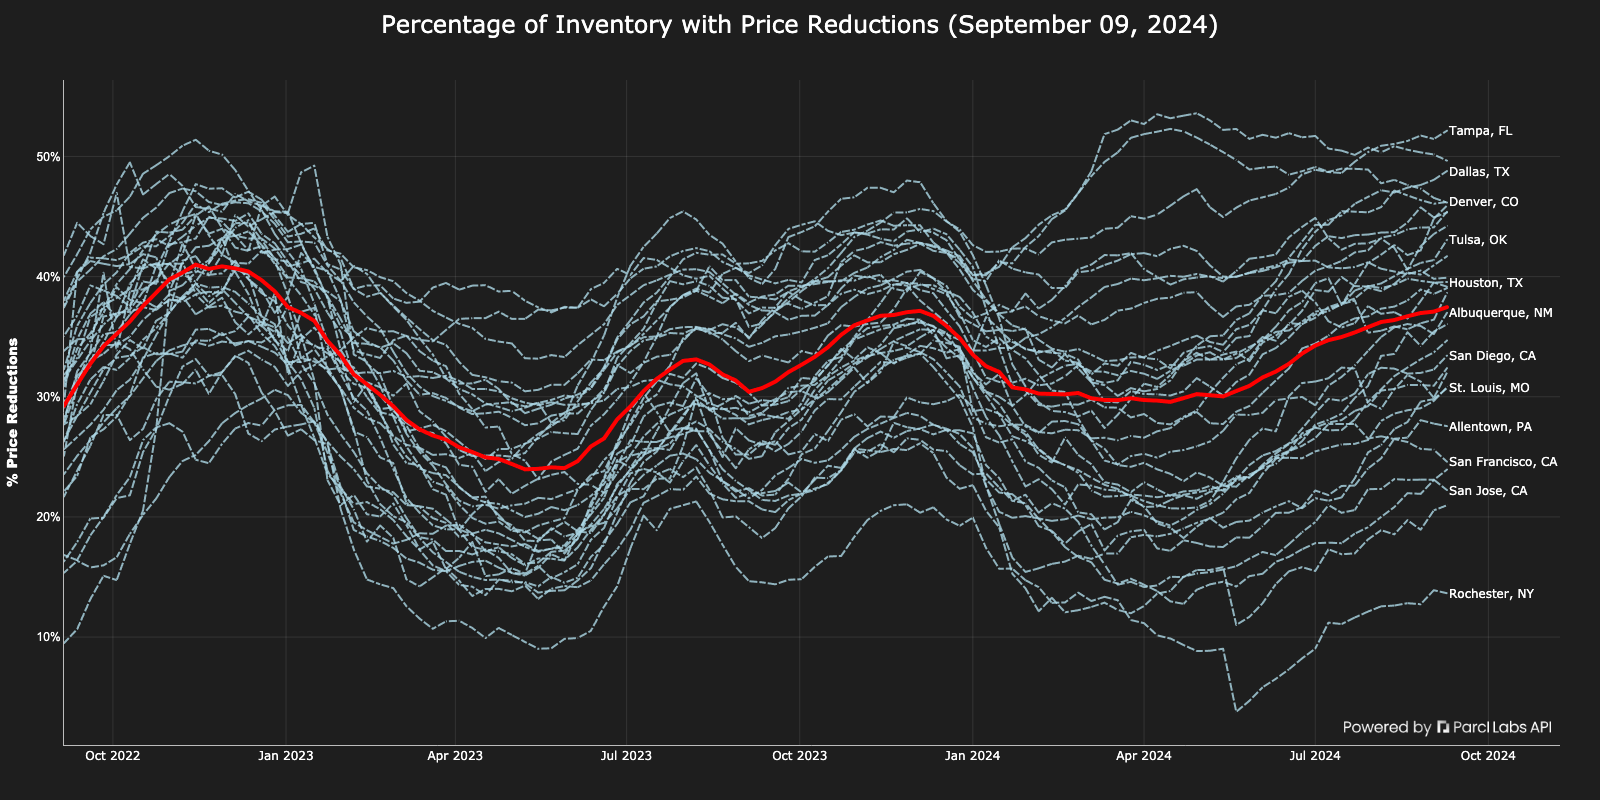 Percentage of Inventory with Price Reductions (September 09, 2024)
% Price Reductions
50%
40%
30%
20%
10%
Tampa, FL
Dallas, TX
Denver, CO
Tulsa, OK
Houston, TX
Albuquerque, NM
San Diego, CA
St. Louis, MO
Allentown, PA
San Francisco, CA
San Jose, CA
Rochester, NY
Powered by Parcl Labs API
Oct 2022
Jan 2023
Apr 2023
Jul 2023
Oct 2023
Jan 2024
Apr 2024
Jul 2024
Oct 2024